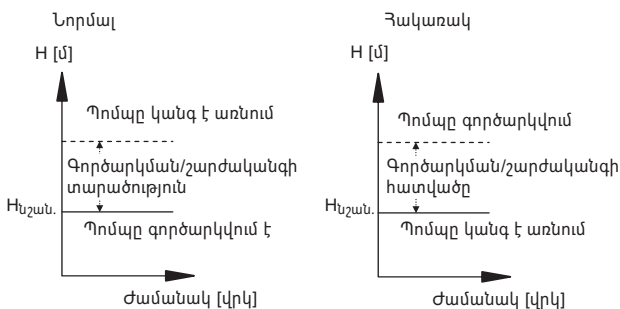 Նորմալ
H [մ]
Պոմպը կանգ է առնում
Գործարկման/շարժականգի
տարածություն
Hնշան.
Պոմպը գործարկվում է
Ժամանակ [վրկ]
Հակառակ
H [մ]
Պոմպը գործարկվում
Գործարկման/շարժականգի
հատվածը
Hնշան.
Պոմպը կանգ է առնում
Ժամանակ [վրկ]